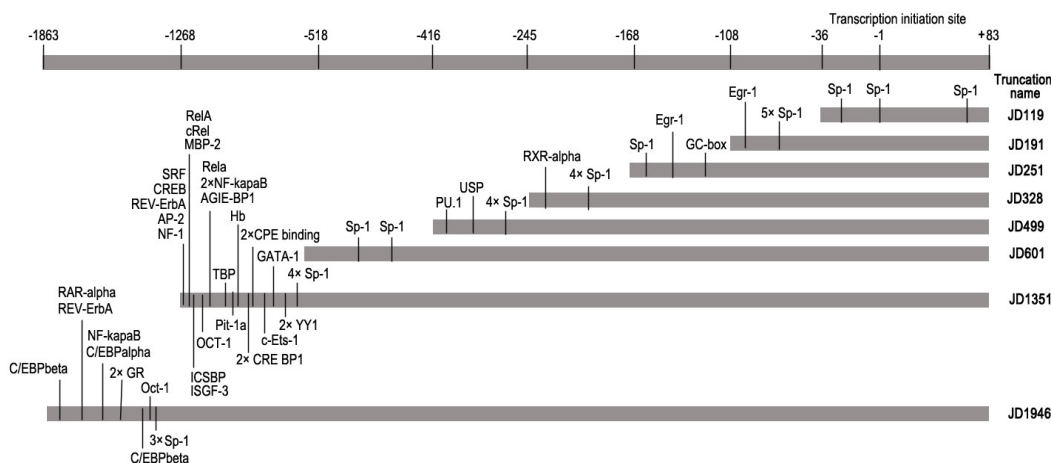 Transcription initiation site
-1863 -1268 -518 -416 -245 -168 -108 -36 -1 +83
Truncation
name
Sp-1 Sp-1 Sp-1 JD119
Egr-1 5× Sp-1 JD191
Sp-1 Egr-1 GC-box JD251
RXR-alpha 4× Sp-1 JD328
PU.1 USP 4× Sp-1 JD499
Sp-1 Sp-1 JD601
RelA
cRel
MBP-2
SRF
CREB
REV-ErbA
AP-2
NF-1
Rela
2×NF-kapaB
AGIE-BP1
Hb
2×CPE binding
GATA-1
TBP
4× Sp-1
JD1351
Pit-1a
OCT-1
c-Ets-1
2× YY1
2× CRE BP1
ICSBP
ISGF-3
RAR-alpha
REV-ErbA
NF-kapaB
C/EBPalpha
C/EBPbeta
2× GR
Oct-1
JD1946
3×Sp-1
C/EBPbeta